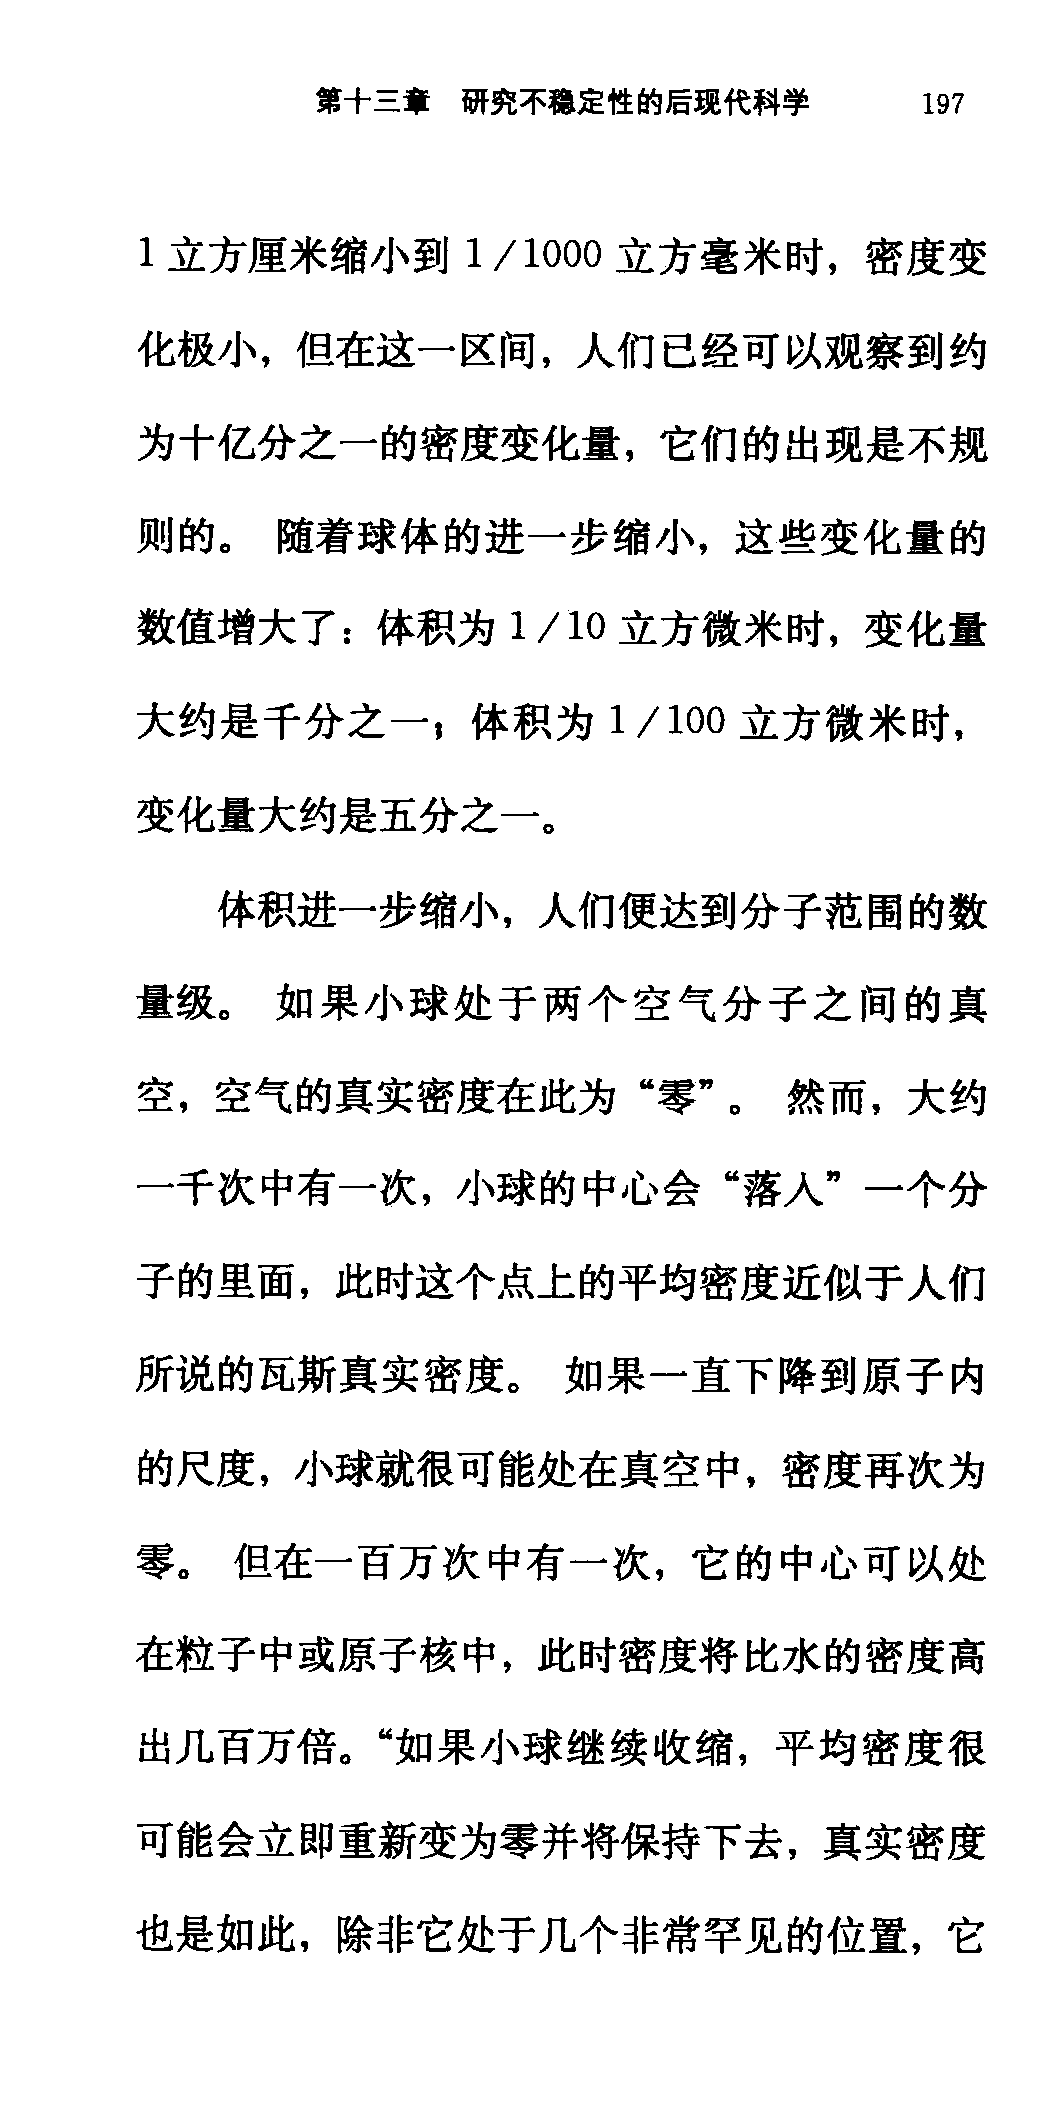 第十三章 研究不稳定性的后现代科学 197
1立方厘米缩小到1/1000立方毫米时，密度变
化极小，但在这一区间，人们已经可以观察到约
为十亿分之一的密度变化量，它们的出现是不规
则的。 随着球体的进一步缩小，这些变化量的
数值增大了：体积为1/10立方微米时，变化量
大约是千分之一；体积为1/100立方微米时，
变化量大约是五分之一。
体积进一步缩小，人们便达到分子范围的数
量级。 如果小球处于两个空气分子之间的真
空，空气的真实密度在此为“零”。 然而，大约
一千次中有一次，小球的中心会“落入”一个分
子的里面，此时这个点上的平均密度近似于人们
所说的瓦斯真实密度。 如果一直下降到原子内
的尺度，小球就很可能处在真空中，密度再次为
零。 但在一百万次中有一次，它的中心可以处
在粒子中或原子核中，此时密度将比水的密度高
出几百万倍。“如果小球继续收缩，平均密度很
可能会立即重新变为零并将保持下去，真实密度
也是如此，除非它处于几个非常罕见的位置，它